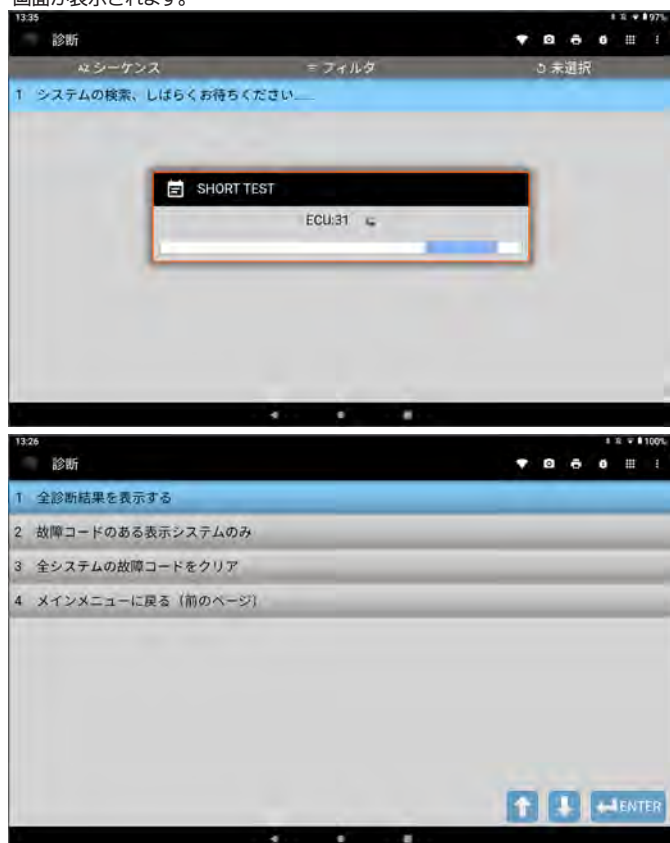 画面が表示されます。
13:35
97%
診断
AZ シーケンス
フィルタ
未選択
1 システムの検索、しばらくお待ちください......
SHORT TEST
ECU:31
13:26
100%
診断
1 全診断結果を表示する
2 故障コードのある表示システムのみ
3 全システムの故障コードをクリア
4 メインメニューに戻る（前のページ）
ENTER